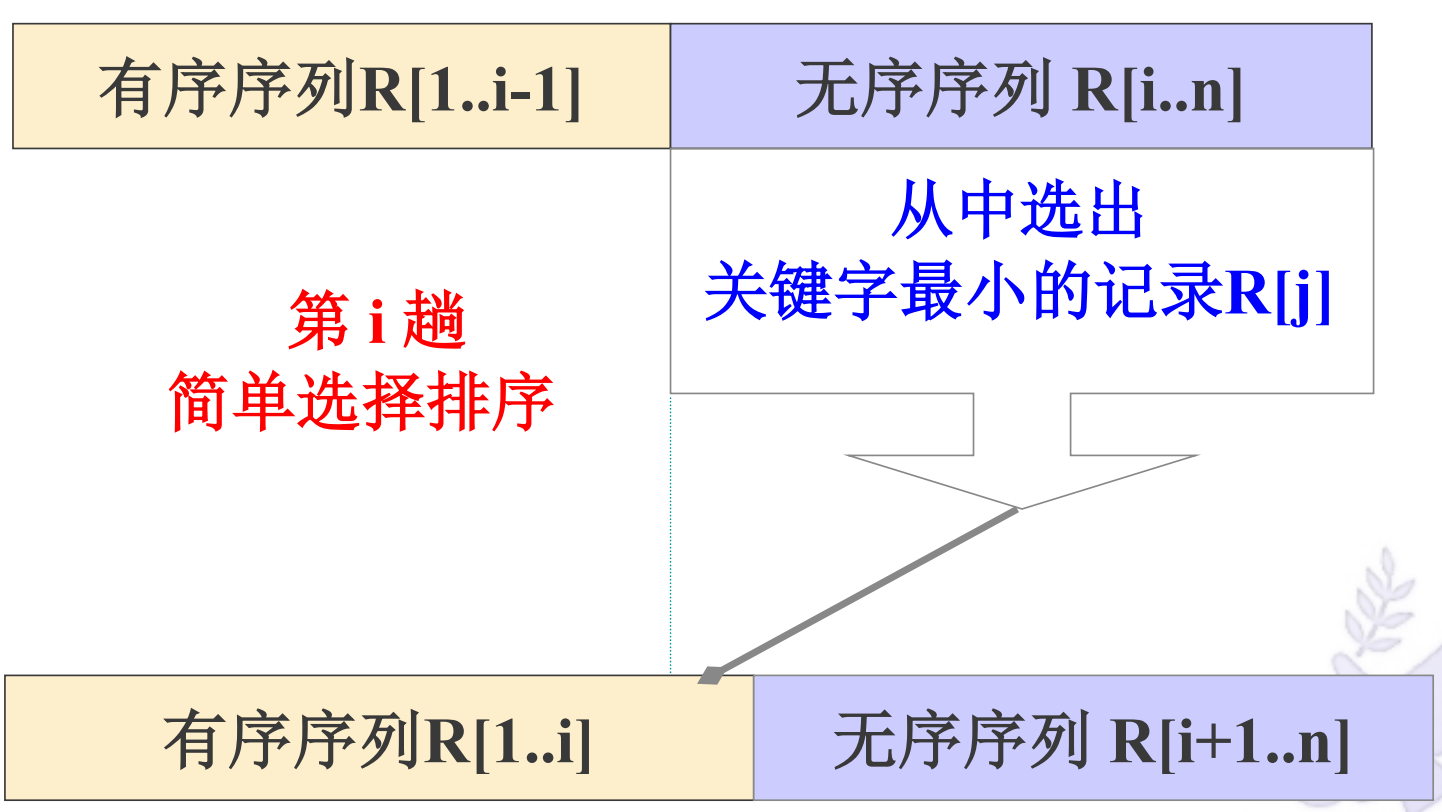 有序序列R[1..i-1]
无序序列 R[i..n]
从中选出
关键字最小的记录R[j]
第 i 趟
简单选择排序
有序序列R[1..i]
无序序列 R[i+1..n]